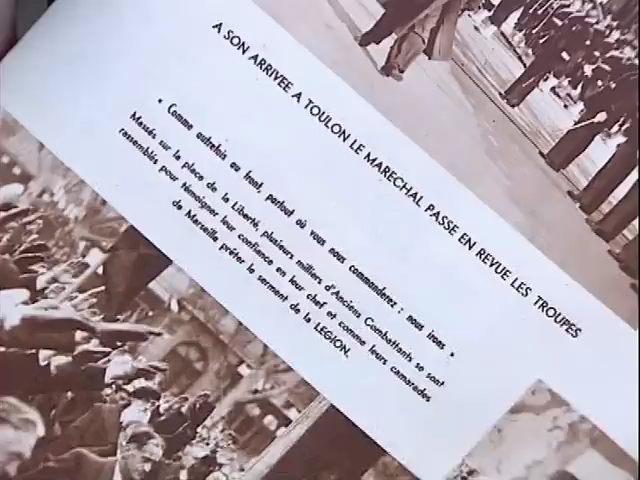 A SON ARRIVEE A TOULON LE MARECHAL PASSE EN REVUE LES TROUPES
« Comme autrefois au front, partout où vous nous commanderez : nous irons »
Massés sur la place de la Liberté, plusieurs milliers d'Anciens Combattants se sont
rassemblés pour témoigner leur confiance en leur chef et comme leurs camarades
de Marseille prêter le serment de la LEGION.